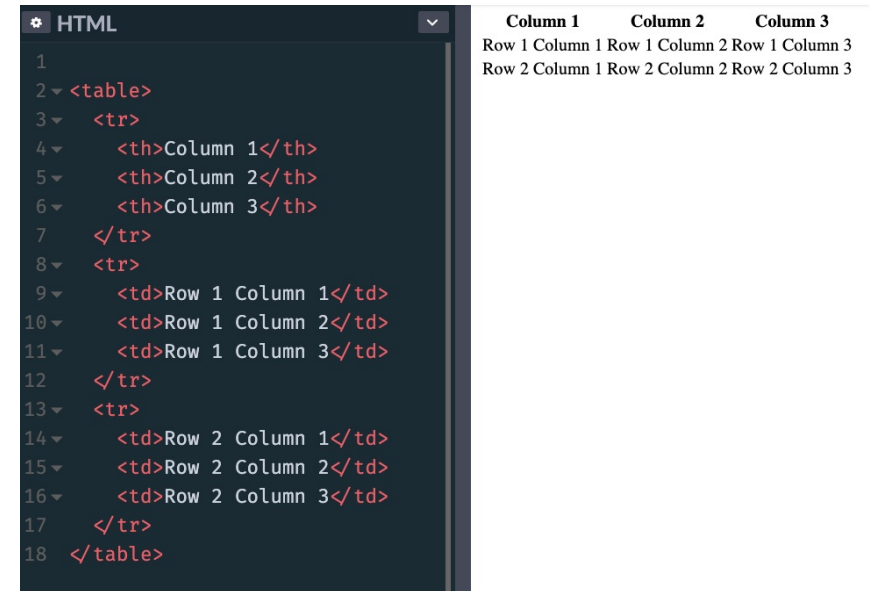 HTML
1
2 <table>
3 <tr>
4 <th>Column 1</th>
5 <th>Column 2</th>
6 <th>Column 3</th>
7 </tr>
8 <tr>
9 <td>Row 1 Column 1</td>
10 <td>Row 1 Column 2</td>
11 <td>Row 1 Column 3</td>
12 </tr>
13 <tr>
14 <td>Row 2 Column 1</td>
15 <td>Row 2 Column 2</td>
16 <td>Row 2 Column 3</td>
17 </tr>
18 </table>
Column 1 Column 2 Column 3
Row 1 Column 1 Row 1 Column 2 Row 1 Column 3
Row 2 Column 1 Row 2 Column 2 Row 2 Column 3